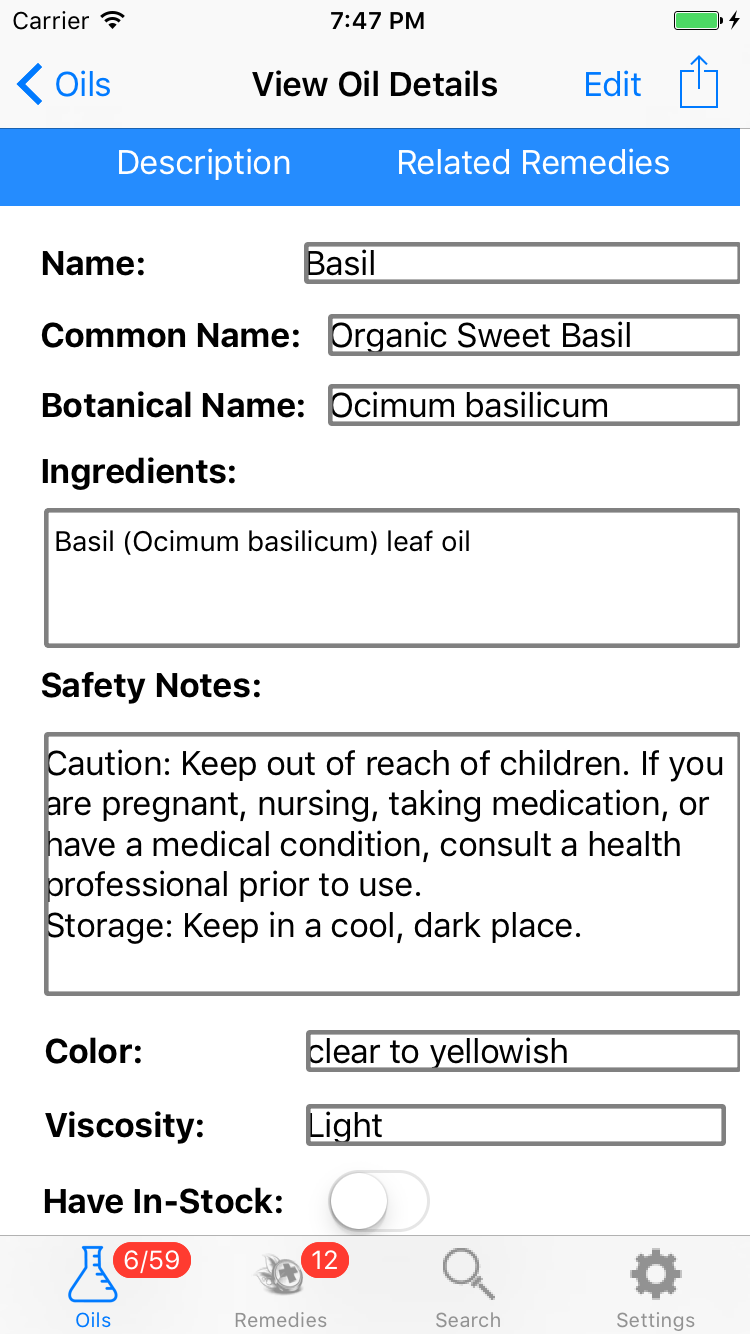 Carrier 7:47 PM
Oils View Oil Details Edit
Description Related Remedies
Name: Basil
Common Name: Organic Sweet Basil
Botanical Name: Ocimum basilicum
Ingredients:
Basil (Ocimum basilicum) leaf oil
Safety Notes:
Caution: Keep out of reach of children. If you
are pregnant, nursing, taking medication, or
have a medical condition, consult a health
professional prior to use.
Storage: Keep in a cool, dark place.
Color: clear to yellowish
Viscosity: Light
Have In-Stock:
6/59 12
Oils Remedies Search Settings